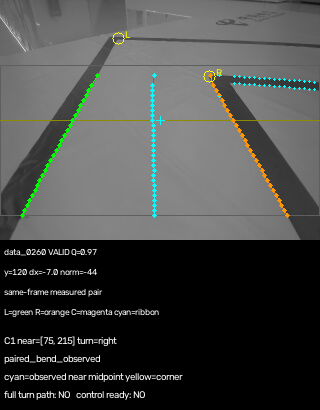 L
R
data_0260 VALID Q=0.97
y=120 dx=-7.0 norm=-44
same-frame measured pair
L=green R=orange C=magenta cyan=ribbon
C1 near=[75, 215] turn=right
paired_bend_observed
cyan=observed near midpoint yellow=corner
full turn path: NO control ready: NO